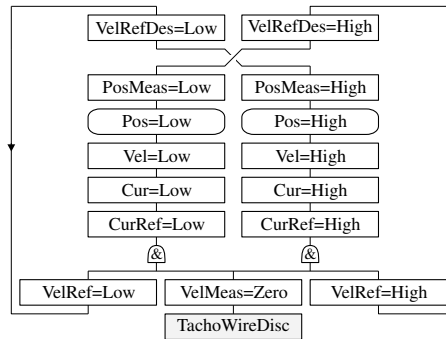 VelRefDes=Low VelRefDes=High
PosMeas=Low PosMeas=High
Pos=Low Pos=High
Vel=Low Vel=High
Cur=Low Cur=High
CurRef=Low CurRef=High
& &
VelRef=Low VelMeas=Zero VelRef=High
TachoWireDisc